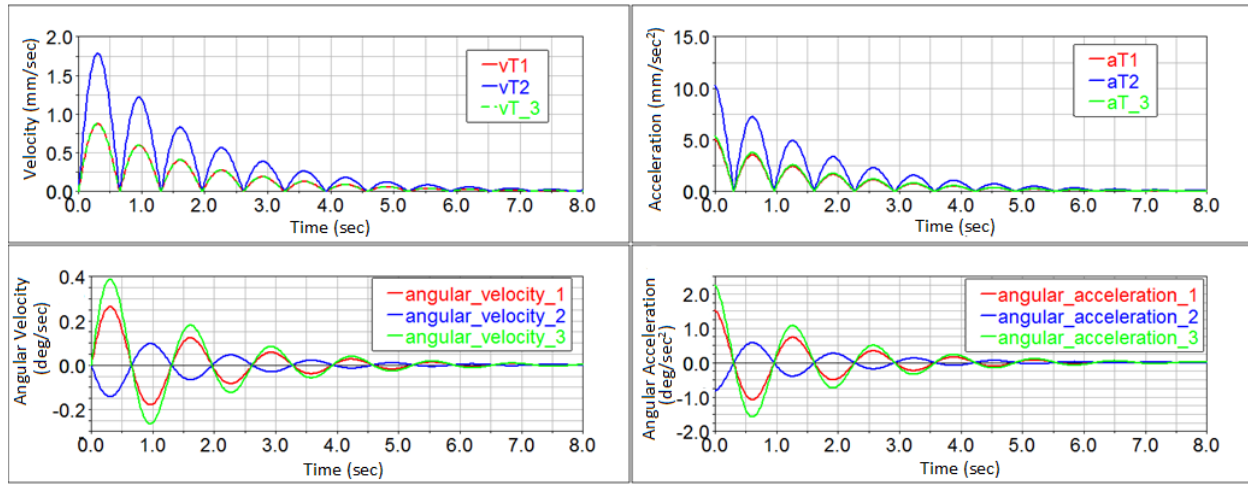 Velocity (mm/sec)
2.0
1.5
1.0
0.5
0.0
vT1
vT2
vT_3
0.0 1.0 2.0 3.0 4.0 5.0 6.0 7.0 8.0
Time (sec)
Acceleration (mm/sec²)
15.0
10.0
5.0
0.0
aT1
aT2
aT_3
0.0 1.0 2.0 3.0 4.0 5.0 6.0 7.0 8.0
Time (sec)
Angular Velocity
(deg/sec)
0.4
0.2
0.0
-0.2
angular_velocity_1
angular_velocity_2
angular_velocity_3
0.0 1.0 2.0 3.0 4.0 5.0 6.0 7.0 8.0
Time (sec)
Angular Acceleration
(deg/sec²)
2.0
1.0
0.0
-1.0
-2.0
angular_acceleration_1
angular_acceleration_2
angular_acceleration_3
0.0 1.0 2.0 3.0 4.0 5.0 6.0 7.0 8.0
Time (sec)